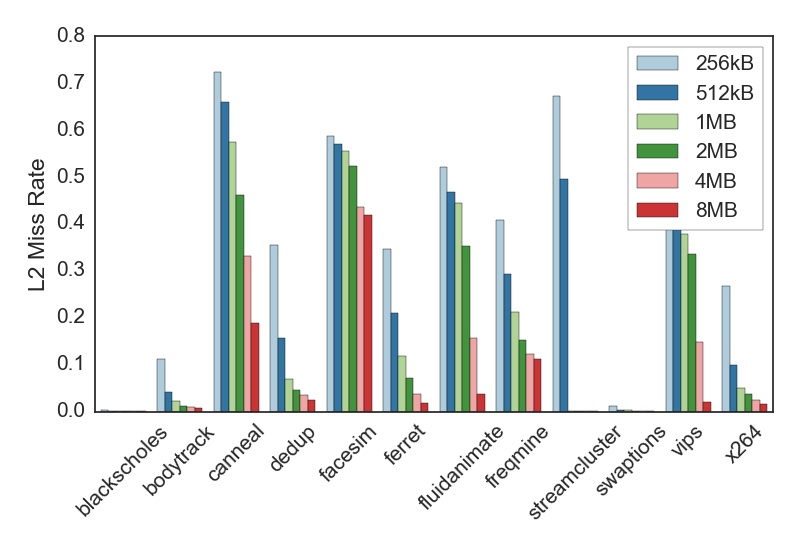 0.8
0.7
0.6
0.5
0.4
0.3
0.2
0.1
0.0
L2 Miss Rate
256kB
512kB
1MB
2MB
4MB
8MB
blackscholes
bodytrack
canneal
dedup
facesim
ferret
fluidanimate
freqmine
streamcluster
swaptions
vips
x264